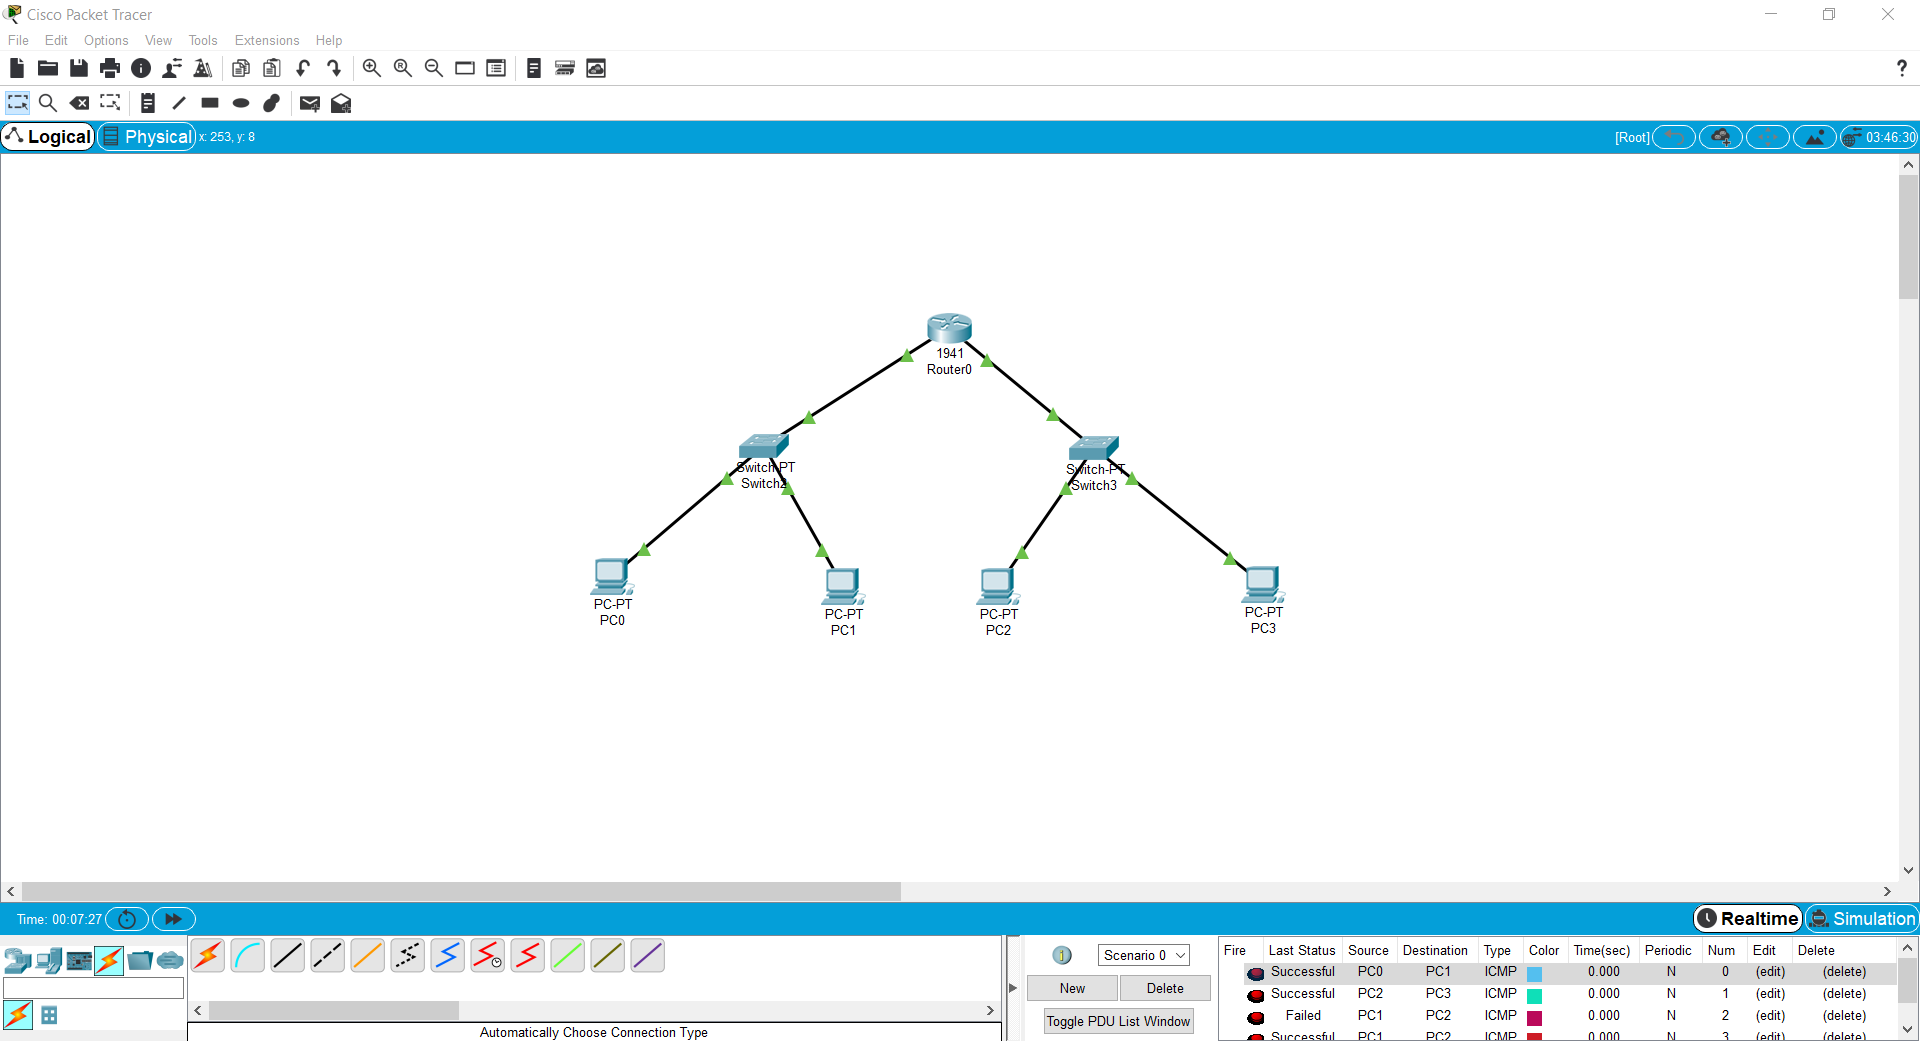 Cisco Packet Tracer
File Edit Options View Tools Extensions Help
?
Logical Physical x: 253, y: 8 [Root] 03:46:30
1941
Router0
Switch-PT
Switch2
Switch-PT
Switch3
PC-PT
PC0
PC-PT
PC1
PC-PT
PC2
PC-PT
PC3
Time: 00:07:27 Realtime Simulation
Scenario 0
New Delete
Toggle PDU List Window
Automatically Choose Connection Type
Fire Last Status Source Destination Type Color Time(sec) Periodic Num Edit Delete
Successful PC0 PC1 ICMP 0.000 N 0 (edit) (delete)
Successful PC2 PC3 ICMP 0.000 N 1 (edit) (delete)
Failed PC1 PC2 ICMP 0.000 N 2 (edit) (delete)
Successful PC1 PC2 ICMP 0.000 N 3 (edit) (delete)